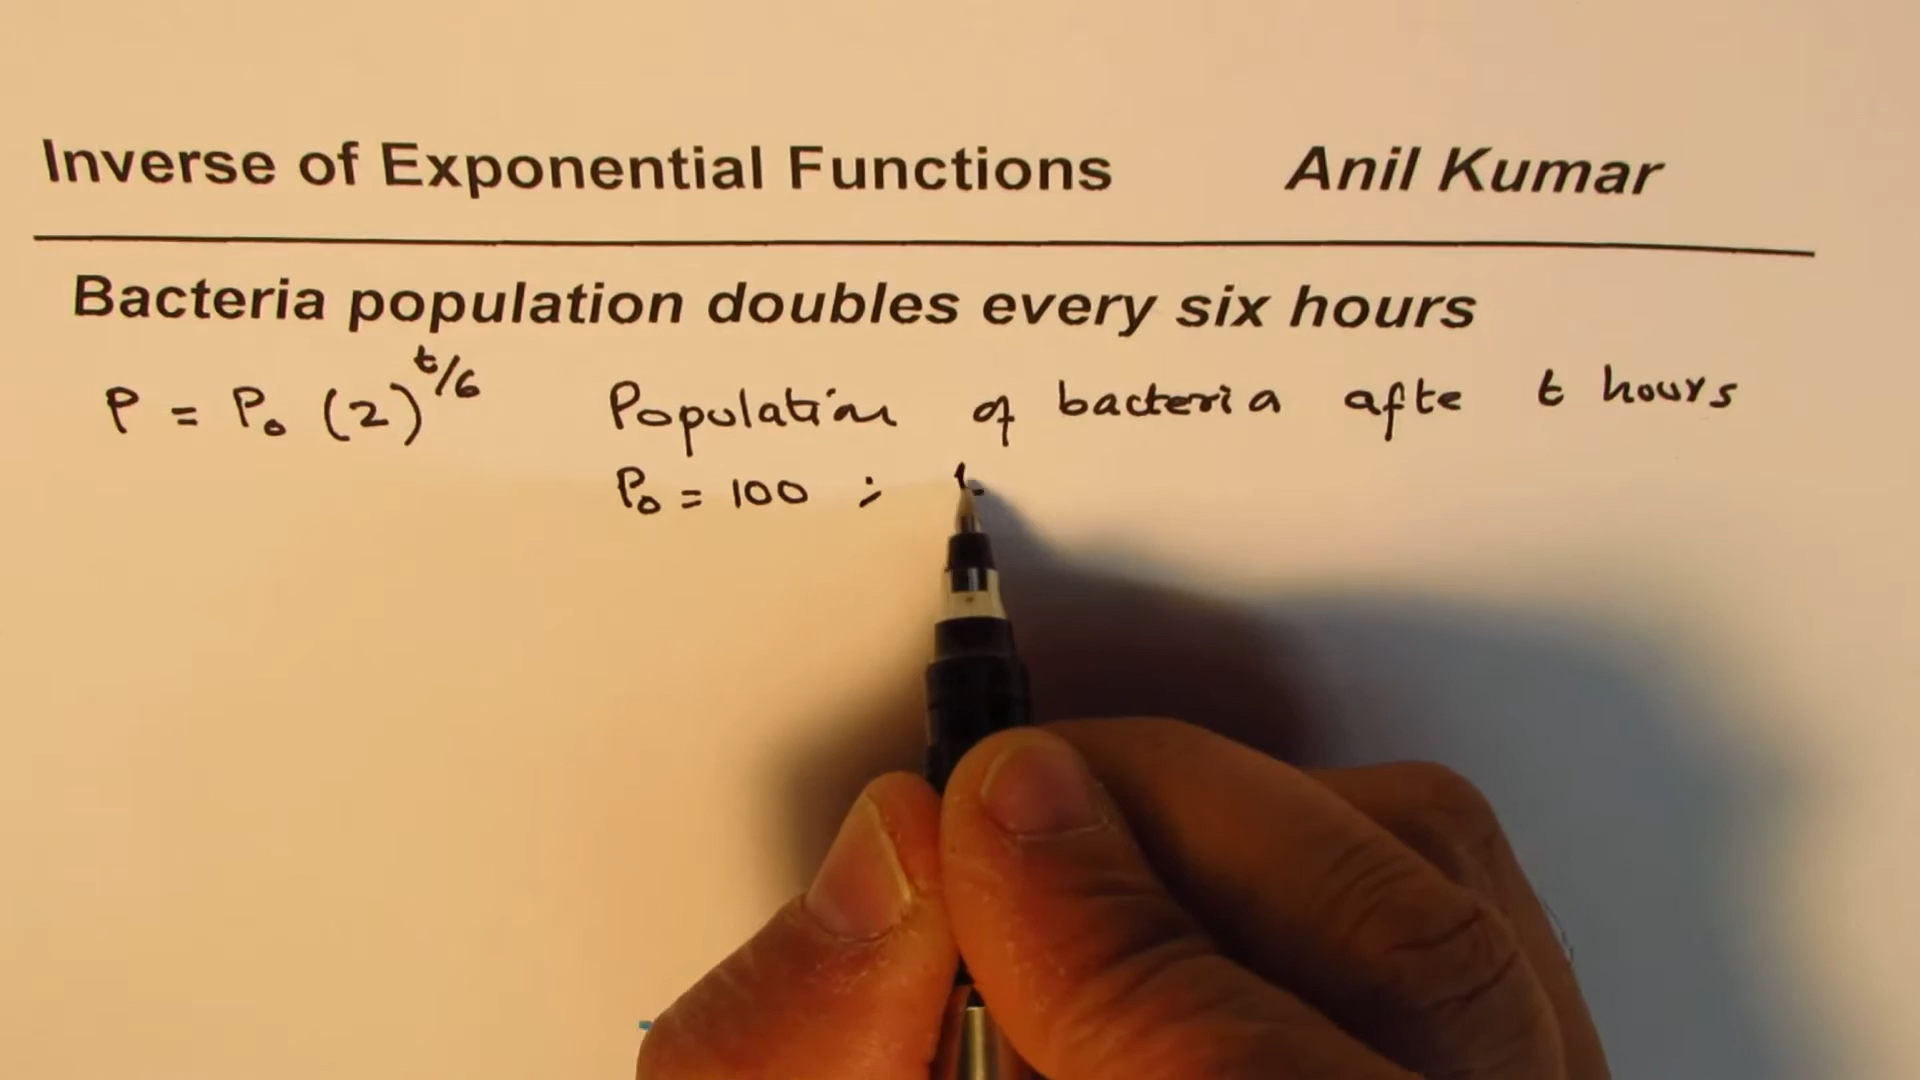 Inverse of Exponential Functions Anil Kumar
Bacteria population doubles every six hours
P = P₀ (2)^(t/6) Population of bacteria afte t hours
P₀ = 100 ;